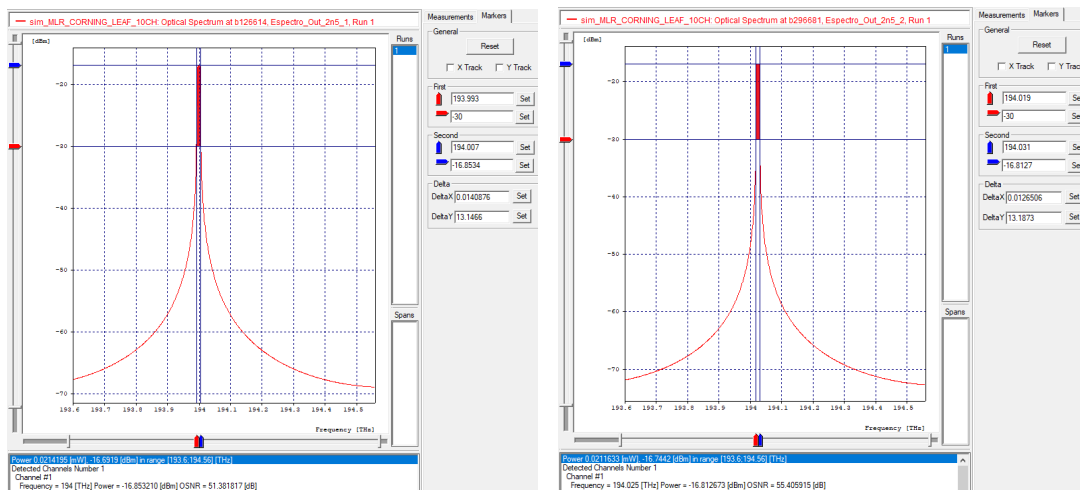 sim_MLR_CORNING_LEAF_10CH: Optical Spectrum at b126614, Espectro_Out_2n5_1, Run 1
[dBm]
-20
-30
-40
-50
-60
-70
193.6 193.7 193.8 193.9 194 194.1 194.2 194.3 194.4 194.5
Frequency [THz]
Runs
1
Spans
Measurements Markers
General
Reset
X Track Y Track
First
193.993 Set
-30 Set
Second
194.007 Set
-16.8534 Set
Delta
DeltaX 0.0140876 Set
DeltaY 13.1466 Set
Power 0.0214195 [mW], -16.6919 [dBm] in range [193.6;194.56] [THz]
Detected Channels Number 1
Channel #1
Frequency = 194 [THz] Power = -16.853210 [dBm] OSNR = 51.381817 [dB]
sim_MLR_CORNING_LEAF_10CH: Optical Spectrum at b296681, Espectro_Out_2n5_2, Run 1
[dBm]
-20
-30
-40
-50
-60
-70
193.6 193.7 193.8 193.9 194 194.1 194.2 194.3 194.4 194.5
Frequency [THz]
Runs
1
Spans
Measurements Markers
General
Reset
X Track Y Track
First
194.019 Set
-30 Set
Second
194.031 Set
-16.8127 Set
Delta
DeltaX 0.0126506 Set
DeltaY 13.1873 Set
Power 0.0211633 [mW], -16.7442 [dBm] in range [193.6;194.56] [THz]
Detected Channels Number 1
Channel #1
Frequency = 194.025 [THz] Power = -16.812673 [dBm] OSNR = 55.405915 [dB]